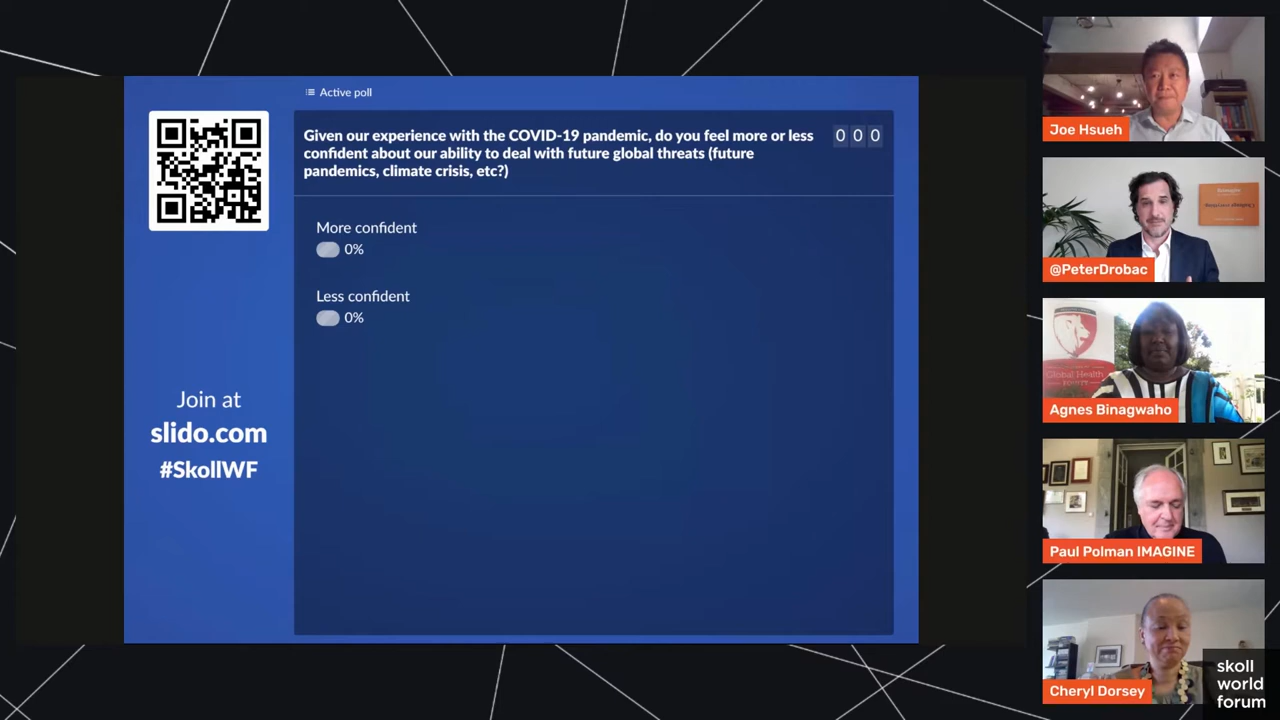 Active poll
Given our experience with the COVID-19 pandemic, do you feel more or less
confident about our ability to deal with future global threats (future
pandemics, climate crisis, etc?)
0 0 0
More confident
0%
Less confident
0%
Join at
slido.com
#SkollWF
Joe Hsueh
@PeterDrobac
Agnes Binagwaho
Global Health
Paul Polman IMAGINE
Cheryl Dorsey
skoll
world
forum